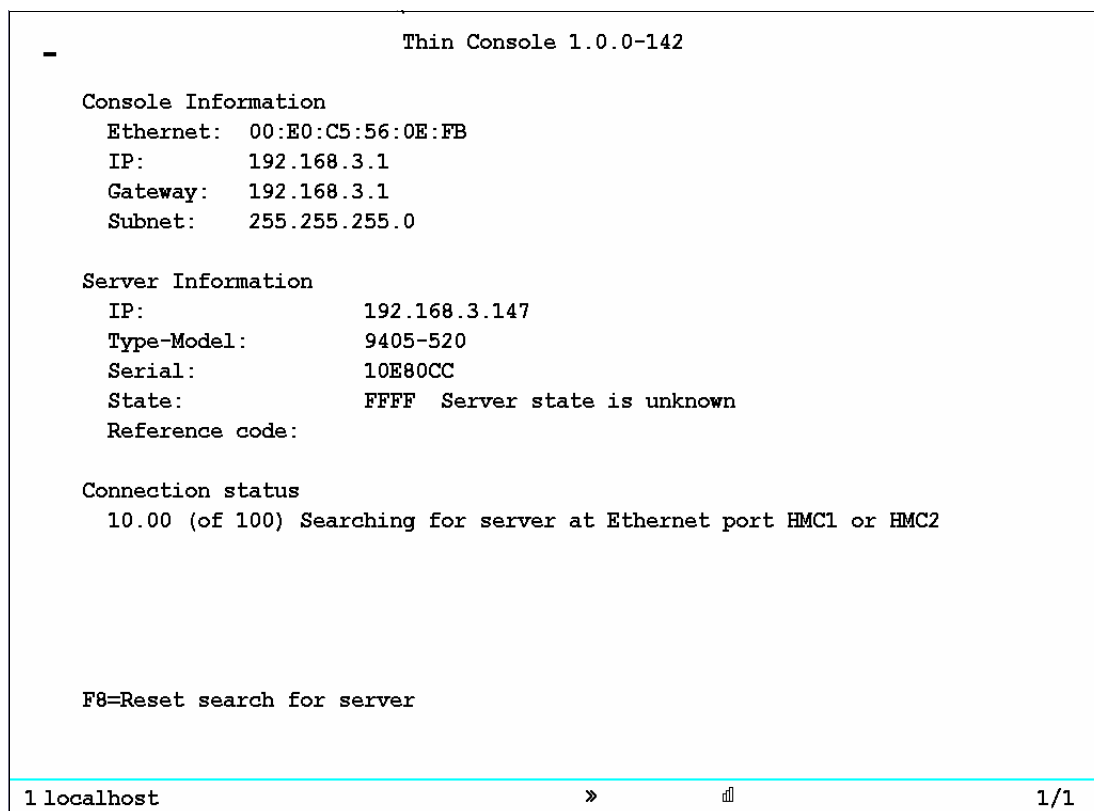 Thin Console 1.0.0-142
Console Information
Ethernet: 00:E0:C5:56:0E:FB
IP: 192.168.3.1
Gateway: 192.168.3.1
Subnet: 255.255.255.0
Server Information
IP: 192.168.3.147
Type-Model: 9405-520
Serial: 10E80CC
State: FFFF Server state is unknown
Reference code:
Connection status
10.00 (of 100) Searching for server at Ethernet port HMC1 or HMC2
F8=Reset search for server
1 localhost » 1/1